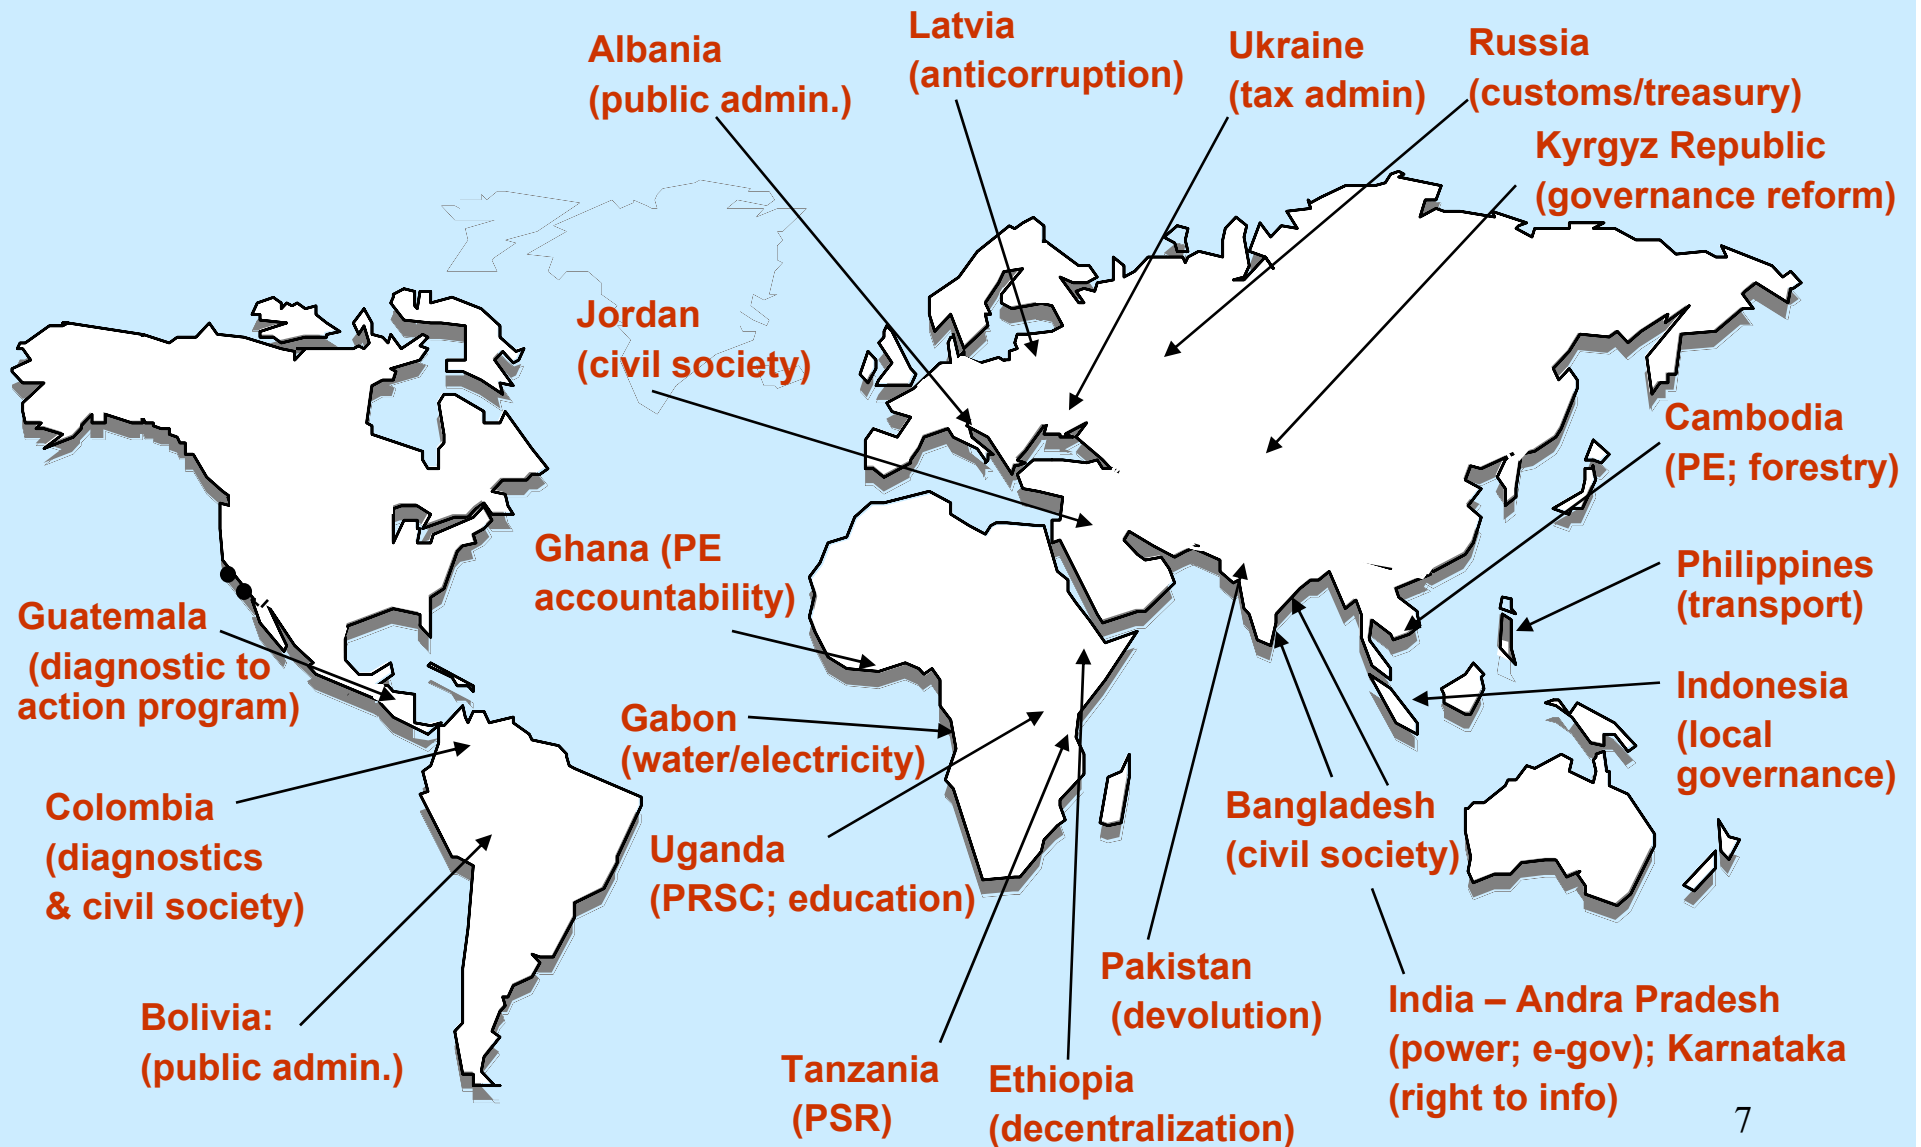 Albania
(public admin.)
Latvia
(anticorruption)
Ukraine
(tax admin)
Russia
(customs/treasury)
Kyrgyz Republic
(governance reform)
Jordan
(civil society)
Cambodia
(PE; forestry)
Ghana (PE
accountability)
Philippines
(transport)
Guatemala
(diagnostic to
action program)
Indonesia
(local
governance)
Gabon
(water/electricity)
Colombia
(diagnostics
& civil society)
Uganda
(PRSC; education)
Bangladesh
(civil society)
Pakistan
(devolution)
India – Andra Pradesh
(power; e-gov); Karnataka
(right to info)
Bolivia:
(public admin.)
Tanzania
(PSR)
Ethiopia
(decentralization)
7